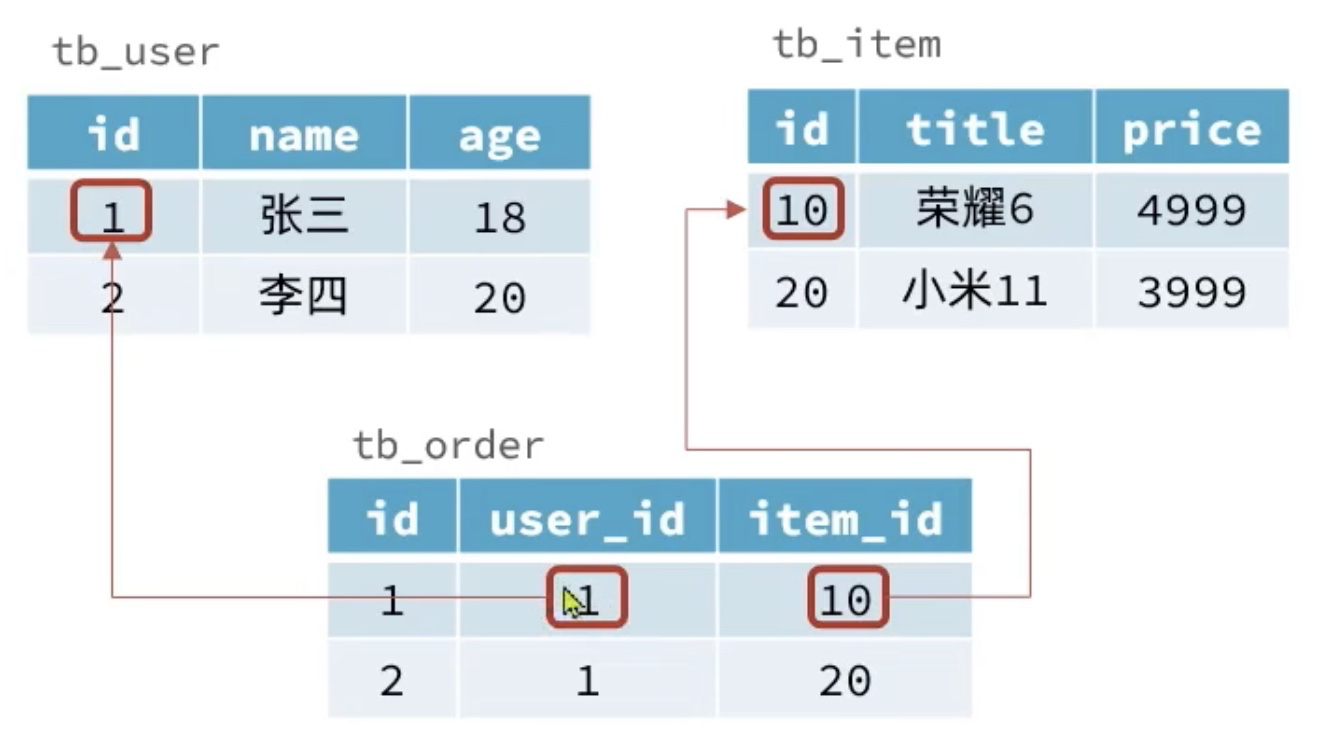 tb_user
id name age
1 张三 18
2 李四 20
tb_item
id title price
10 荣耀6 4999
20 小米11 3999
tb_order
id user_id item_id
1 1 10
2 1 20